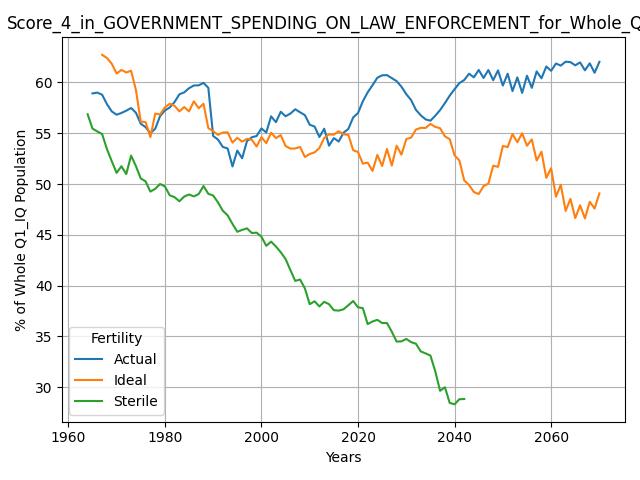 Score_4_in_GOVERNMENT_SPENDING_ON_LAW_ENFORCEMENT_for_Whole_Q
% of Whole Q1_IQ Population
60
55
50
45
40
35
30
Fertility
Actual
Ideal
Sterile
1960 1980 2000 2020 2040 2060
Years